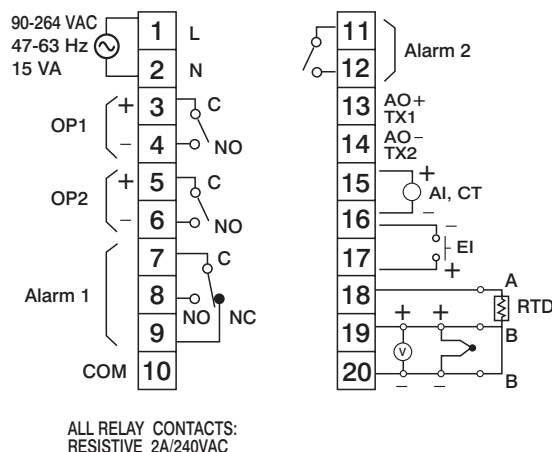 90-264 VAC
47-63 Hz
15 VA
1 L
2 N
OP1 + 3 C
− 4 NO
OP2 + 5 C
− 6 NO
7 C
Alarm 1 8 NO NC
9
COM 10
ALL RELAY CONTACTS:
RESISTIVE 2A/240VAC
11
12 Alarm 2
13 AO+
TX1
14 AO−
TX2
15 +
AI, CT
16 −
−
EI
17 +
18 A
RTD
19 + + B
V
20 − − B